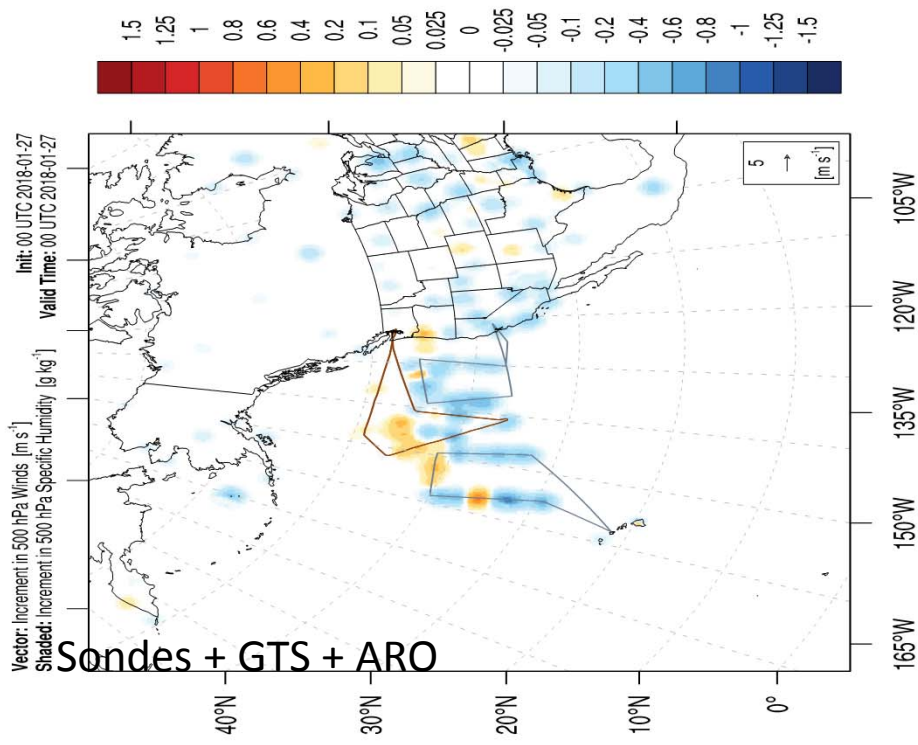 Init: 00 UTC 2018-01-27
Valid Time: 00 UTC 2018-01-27
Vector: Increment in 500 hPa Winds [m s⁻¹]
Shaded: Increment in 500 hPa Specific Humidity [g kg⁻¹]
1.5
1.25
1
0.8
0.6
0.4
0.2
0.1
0.05
0.025
0
-0.025
-0.05
-0.1
-0.2
-0.4
-0.6
-0.8
-1
-1.25
-1.5
5
[m s⁻¹]
Sondes + GTS + ARO
40°N
30°N
20°N
10°N
0°
165°W
150°W
135°W
120°W
105°W